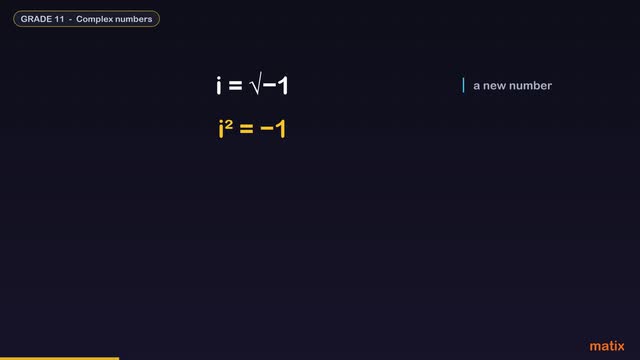 GRADE 11 - Complex numbers
i = √−1
a new number
i² = −1
matix